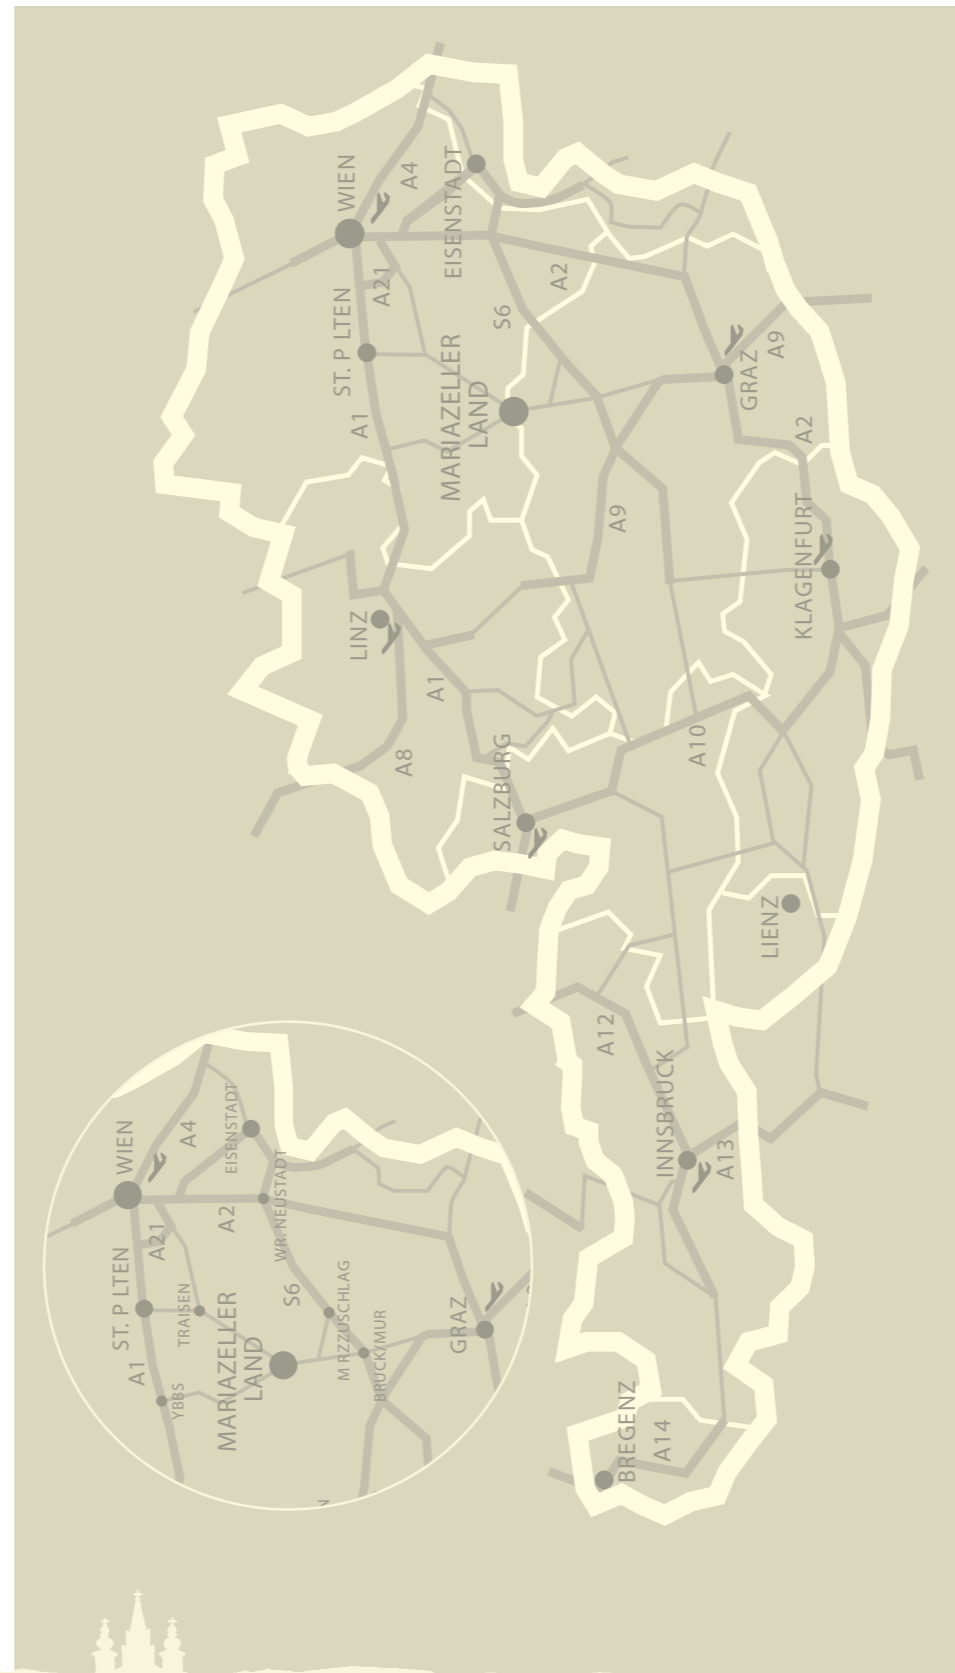 WIEN
A4
EISENSTADT
A21
ST. P LTEN
A2
S6
MARIAZELLER
LAND
A1
A9
GRAZ
A2
A9
KLAGENFURT
LINZ
A1
A8
SALZBURG
A10
LIENZ
A12
INNSBRUCK
A13
BREGENZ
A14
WIEN
A4
EISENSTADT
A21
A2
WR. NEUSTADT
ST. P LTEN
TRAISEN
S6
M RZZUSCHLAG
MARIAZELLER
LAND
A1
YBBS
BRUCK/MUR
GRAZ